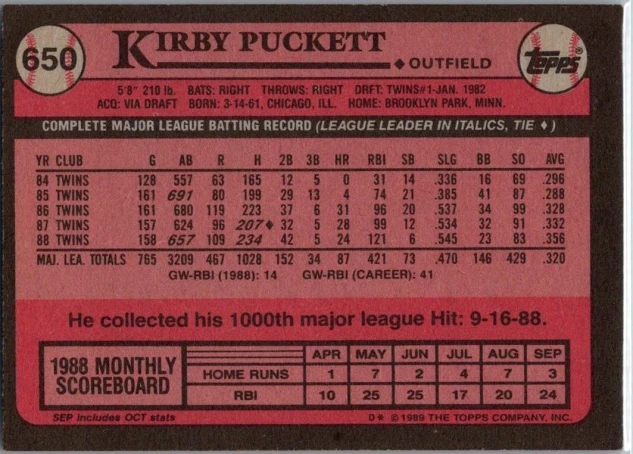 650 KIRBY PUCKETT ♦ OUTFIELD TOPPS
5'8" 210 lb. BATS: RIGHT THROWS: RIGHT DRFT: TWINS#1-JAN. 1982
ACQ: VIA DRAFT BORN: 3-14-61, CHICAGO, ILL. HOME: BROOKLYN PARK, MINN.
COMPLETE MAJOR LEAGUE BATTING RECORD (LEAGUE LEADER IN ITALICS, TIE ♦)
YR CLUB G AB R H 2B 3B HR RBI SB SLG BB SO AVG
84 TWINS 128 557 63 165 12 5 0 31 14 .336 16 69 .296
85 TWINS 161 691 80 199 29 13 4 74 21 .385 41 87 .288
86 TWINS 161 680 119 223 37 6 31 96 20 .537 34 99 .328
87 TWINS 157 624 96 207♦ 32 5 28 99 12 .534 32 91 .332
88 TWINS 158 657 109 234 42 5 24 121 6 .545 23 83 .356
MAJ. LEA. TOTALS 765 3209 467 1028 152 34 87 421 73 .470 146 429 .320
GW-RBI (1988): 14 GW-RBI (CAREER): 41
He collected his 1000th major league Hit: 9-16-88.
1988 MONTHLY SCOREBOARD
APR MAY JUN JUL AUG SEP
HOME RUNS 1 7 2 4 7 3
RBI 10 25 25 17 20 24
SEP includes OCT stats D* © 1989 THE TOPPS COMPANY, INC.